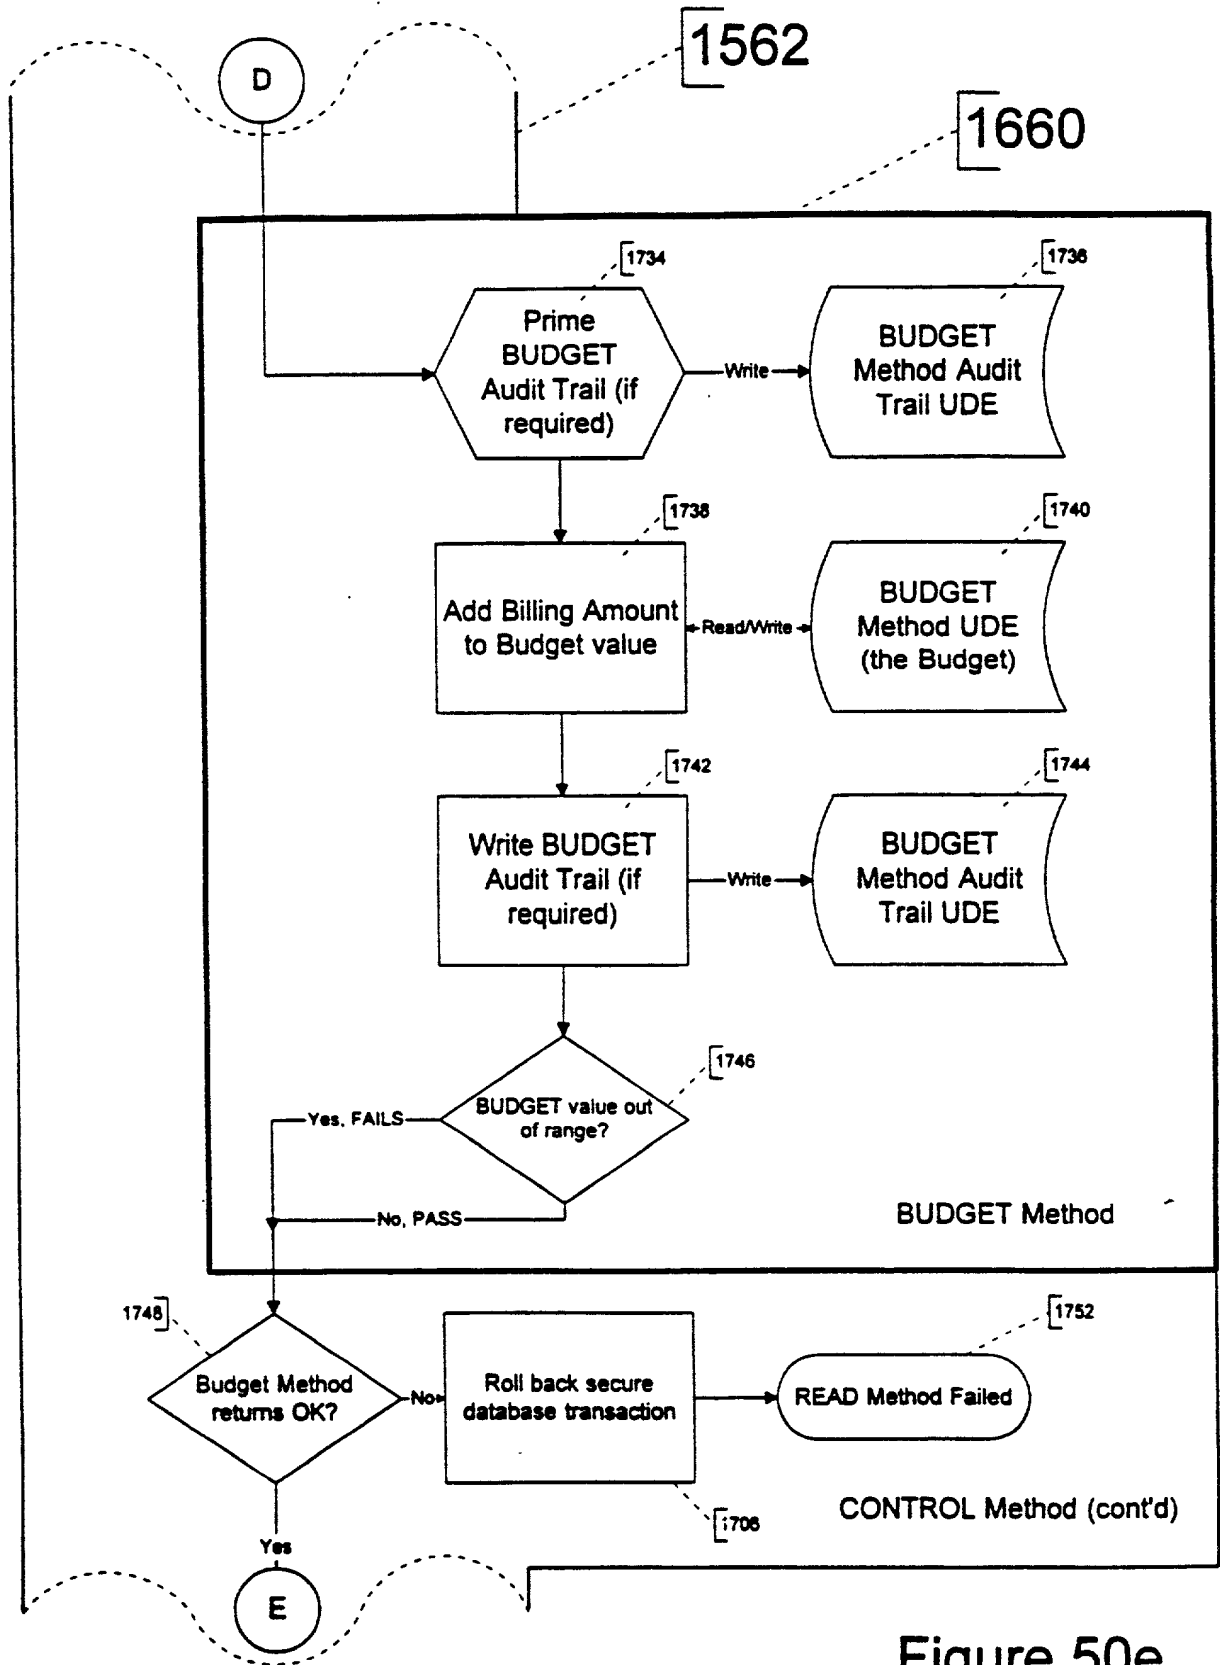 D
1562
1660
1734
1736
Prime
BUDGET
Audit Trail (if
required)
Write
BUDGET
Method Audit
Trail UDE
1738
1740
Add Billing Amount
to Budget value
Read/Write
BUDGET
Method UDE
(the Budget)
1742
1744
Write BUDGET
Audit Trail (if
required)
Write
BUDGET
Method Audit
Trail UDE
1746
BUDGET value out
of range?
Yes, FAILS
No, PASS
BUDGET Method
1748
1752
Budget Method
returns OK?
No
Roll back secure
database transaction
READ Method Failed
1706
CONTROL Method (cont'd)
Yes
E
Figure 50e